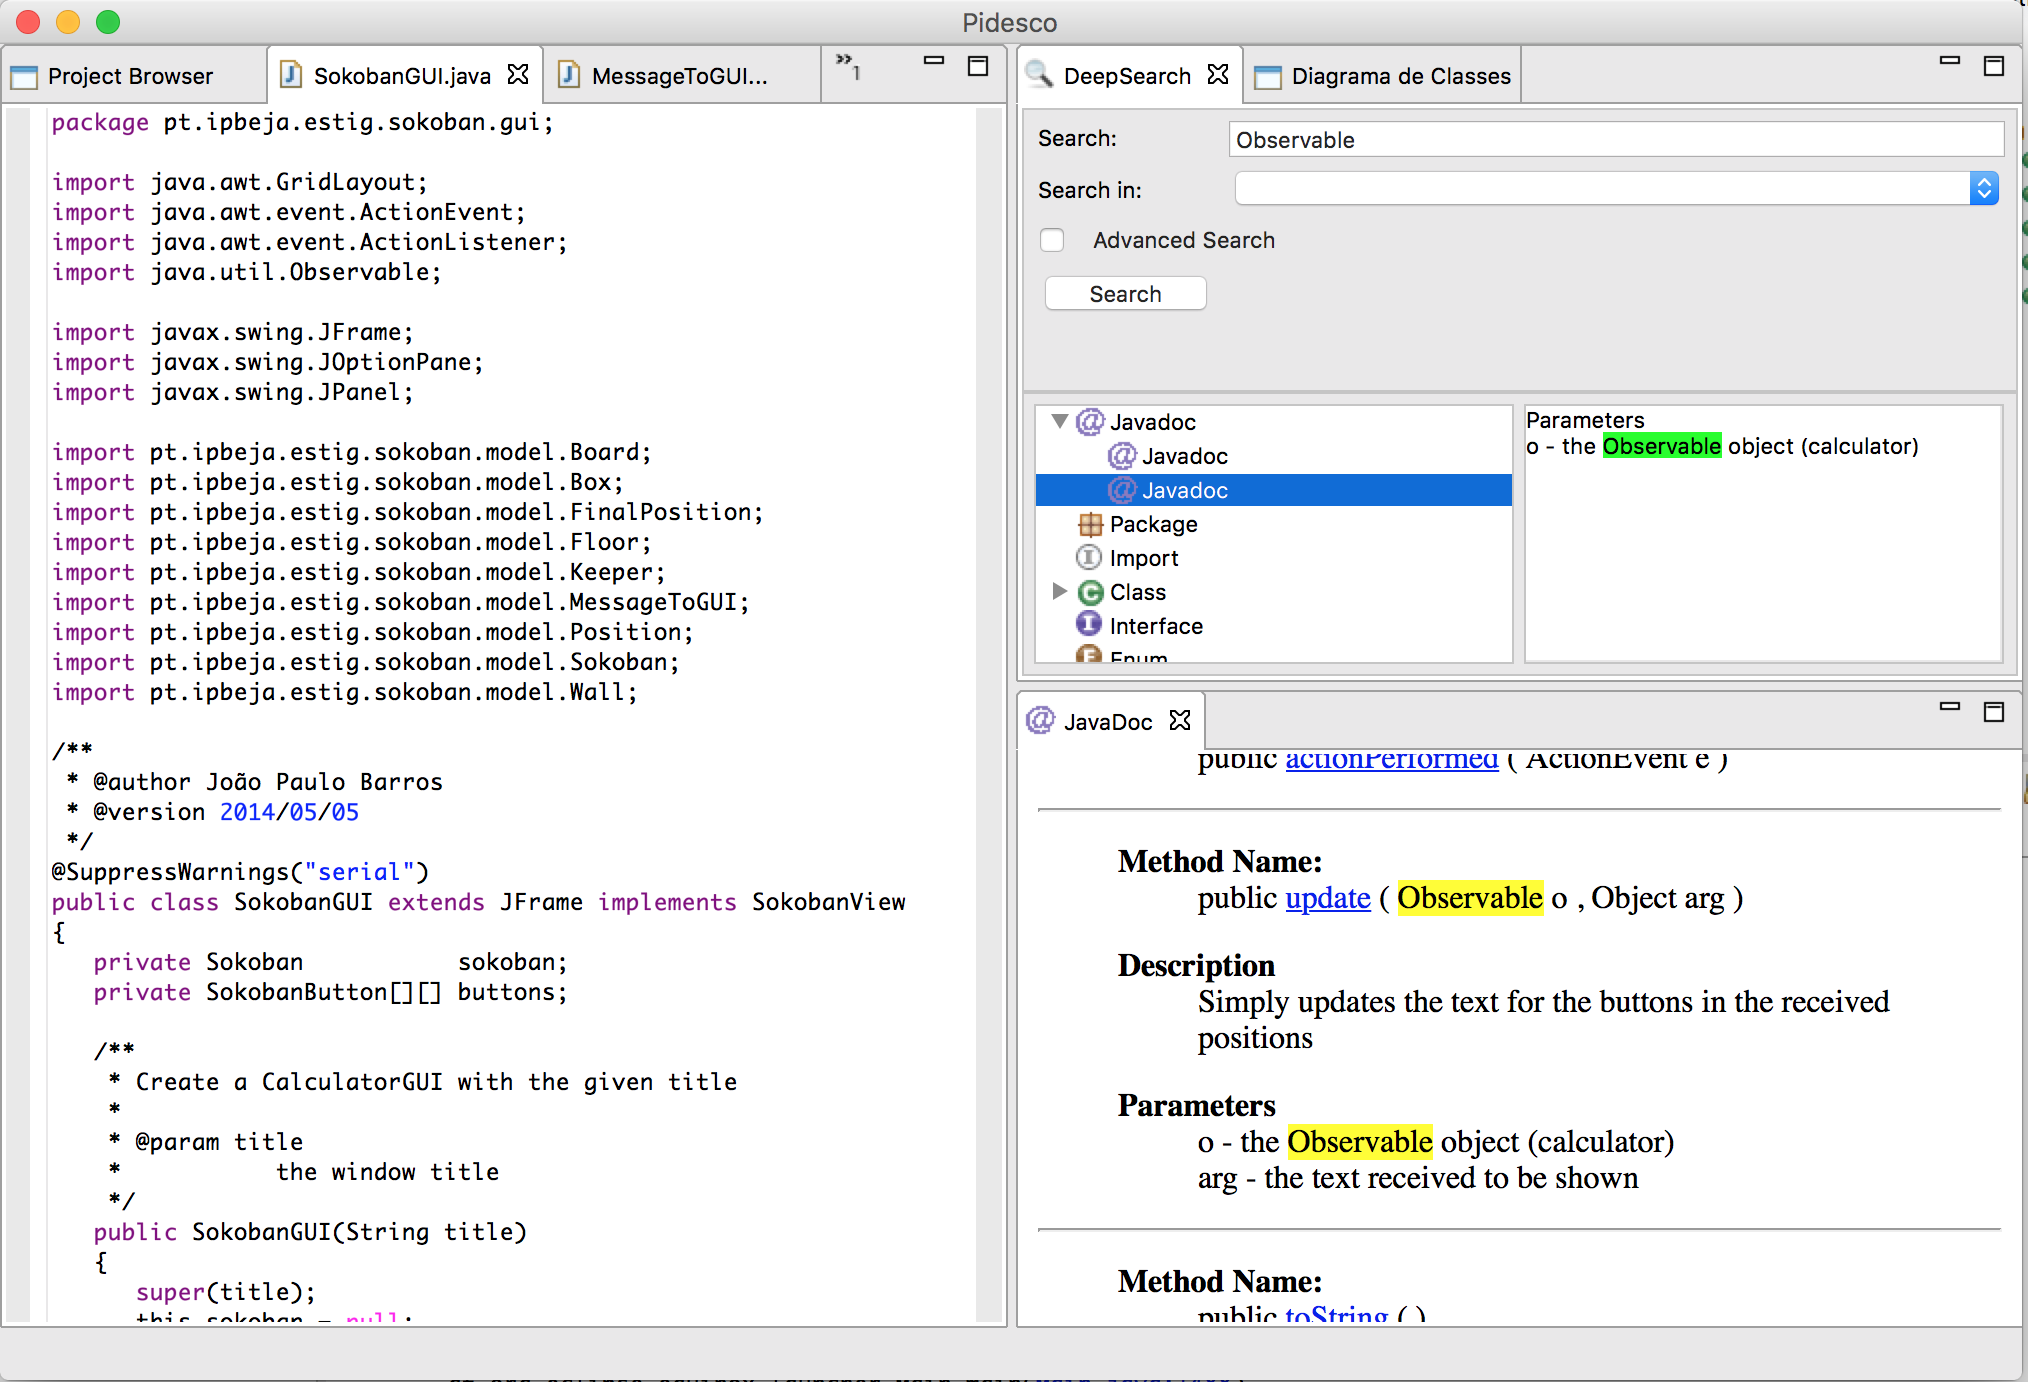 Pidesco
Project Browser
SokobanGUI.java
MessageToGUI...
»1
package pt.ipbeja.estig.sokoban.gui;
import java.awt.GridLayout;
import java.awt.event.ActionEvent;
import java.awt.event.ActionListener;
import java.util.Observable;
import javax.swing.JFrame;
import javax.swing.JOptionPane;
import javax.swing.JPanel;
import pt.ipbeja.estig.sokoban.model.Board;
import pt.ipbeja.estig.sokoban.model.Box;
import pt.ipbeja.estig.sokoban.model.FinalPosition;
import pt.ipbeja.estig.sokoban.model.Floor;
import pt.ipbeja.estig.sokoban.model.Keeper;
import pt.ipbeja.estig.sokoban.model.MessageToGUI;
import pt.ipbeja.estig.sokoban.model.Position;
import pt.ipbeja.estig.sokoban.model.Sokoban;
import pt.ipbeja.estig.sokoban.model.Wall;
/**
* @author João Paulo Barros
* @version 2014/05/05
*/
@SuppressWarnings("serial")
public class SokobanGUI extends JFrame implements SokobanView
{
private Sokoban sokoban;
private SokobanButton[][] buttons;
/**
* Create a CalculatorGUI with the given title
*
* @param title
* the window title
*/
public SokobanGUI(String title)
{
super(title);
this.sokoban = null;
DeepSearch
Diagrama de Classes
Search:
Observable
Search in:
Advanced Search
Search
@ Javadoc
@ Javadoc
@ Javadoc
Package
I Import
C Class
I Interface
E Enum
Parameters
o - the Observable object (calculator)
@ JavaDoc
public actionPerformed ( ActionEvent e )
Method Name:
public update ( Observable o , Object arg )
Description
Simply updates the text for the buttons in the received
positions
Parameters
o - the Observable object (calculator)
arg - the text received to be shown
Method Name:
public toString ( )